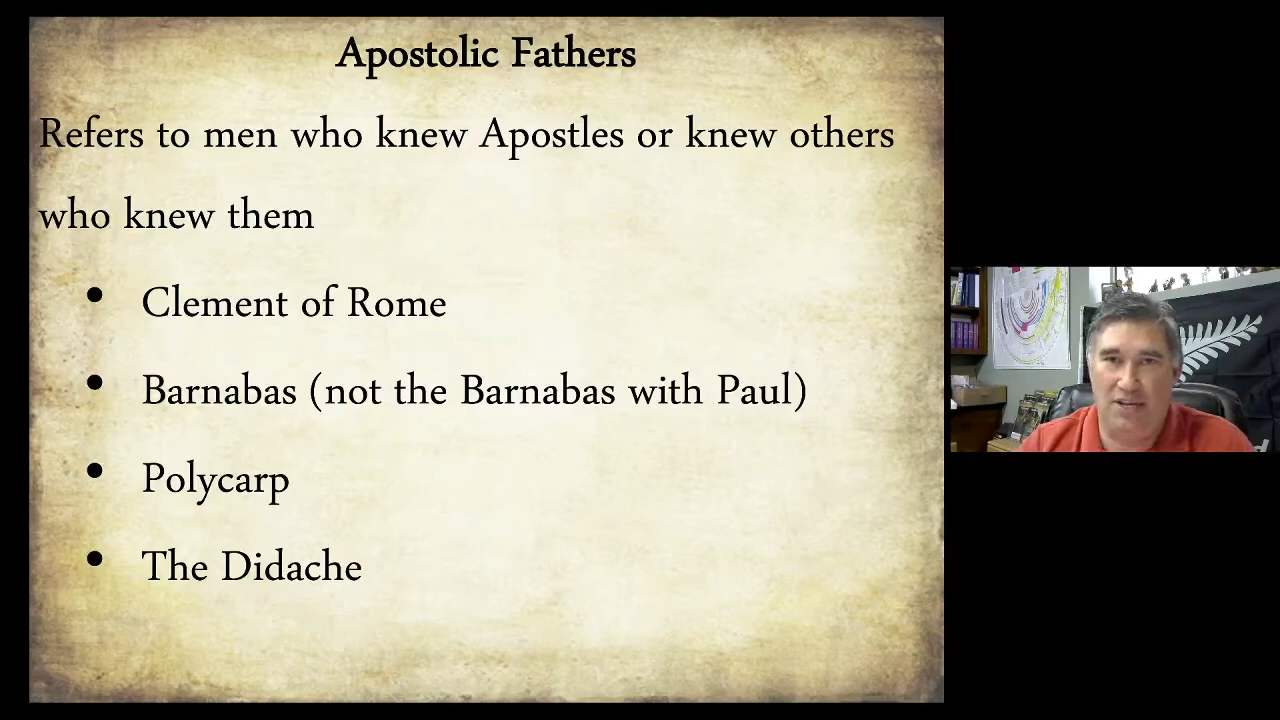 Apostolic Fathers
Refers to men who knew Apostles or knew others
who knew them
• Clement of Rome
• Barnabas (not the Barnabas with Paul)
• Polycarp
• The Didache